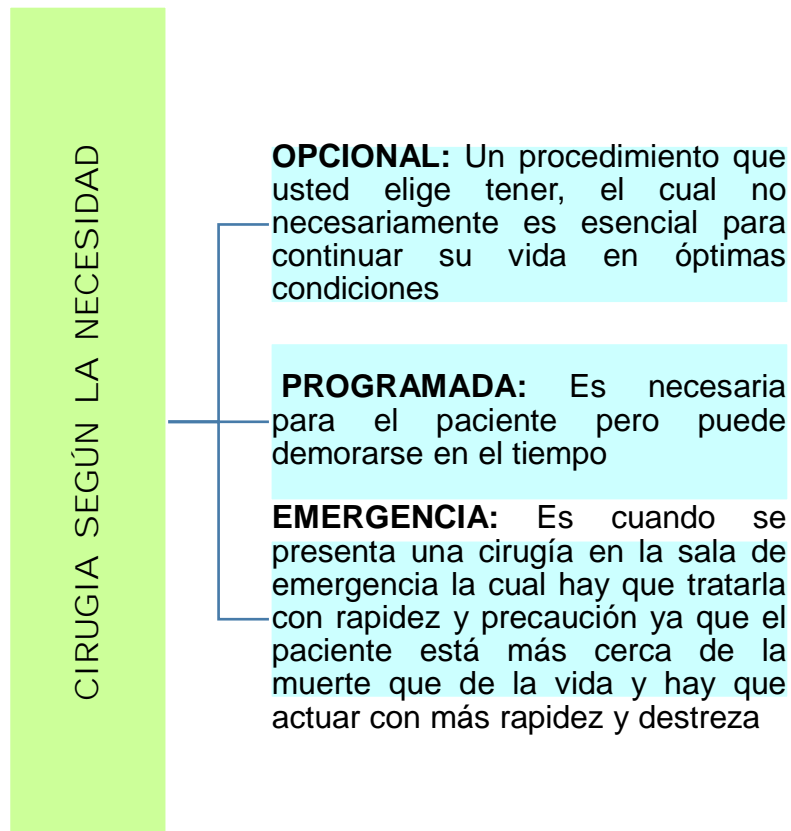 CIRUGIA SEGÚN LA NECESIDAD
OPCIONAL: Un procedimiento que
usted elige tener, el cual no
necesariamente es esencial para
continuar su vida en óptimas
condiciones
PROGRAMADA: Es necesaria
para el paciente pero puede
demorarse en el tiempo
EMERGENCIA: Es cuando se
presenta una cirugía en la sala de
emergencia la cual hay que tratarla
con rapidez y precaución ya que el
paciente está más cerca de la
muerte que de la vida y hay que
actuar con más rapidez y destreza